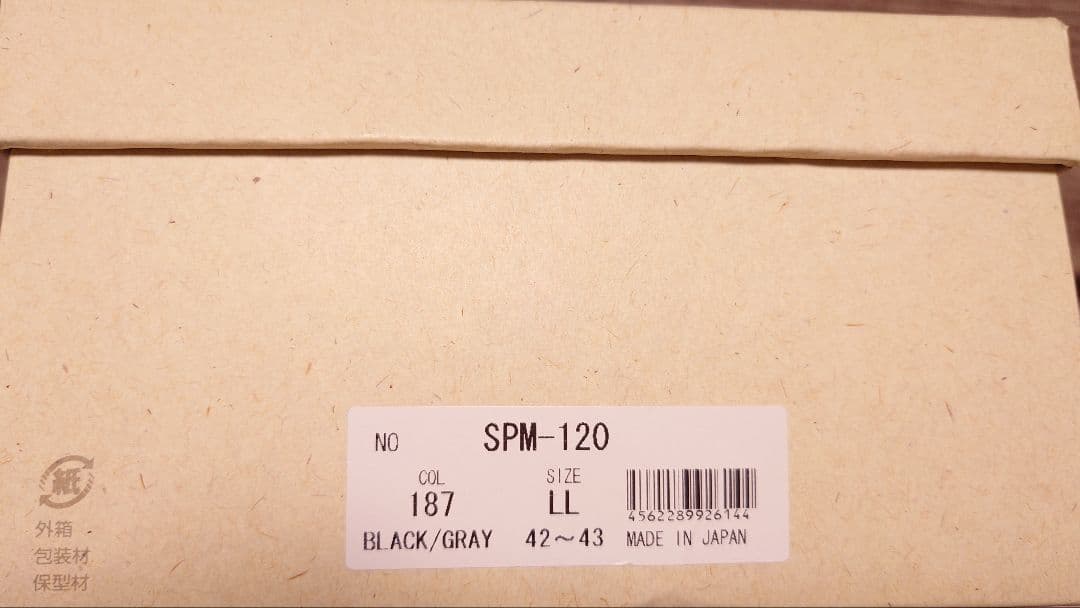 NO SPM-120
COL SIZE
187 LL
4562289926144
BLACK/GRAY 42～43 MADE IN JAPAN
紙
外箱
包装材
保型材